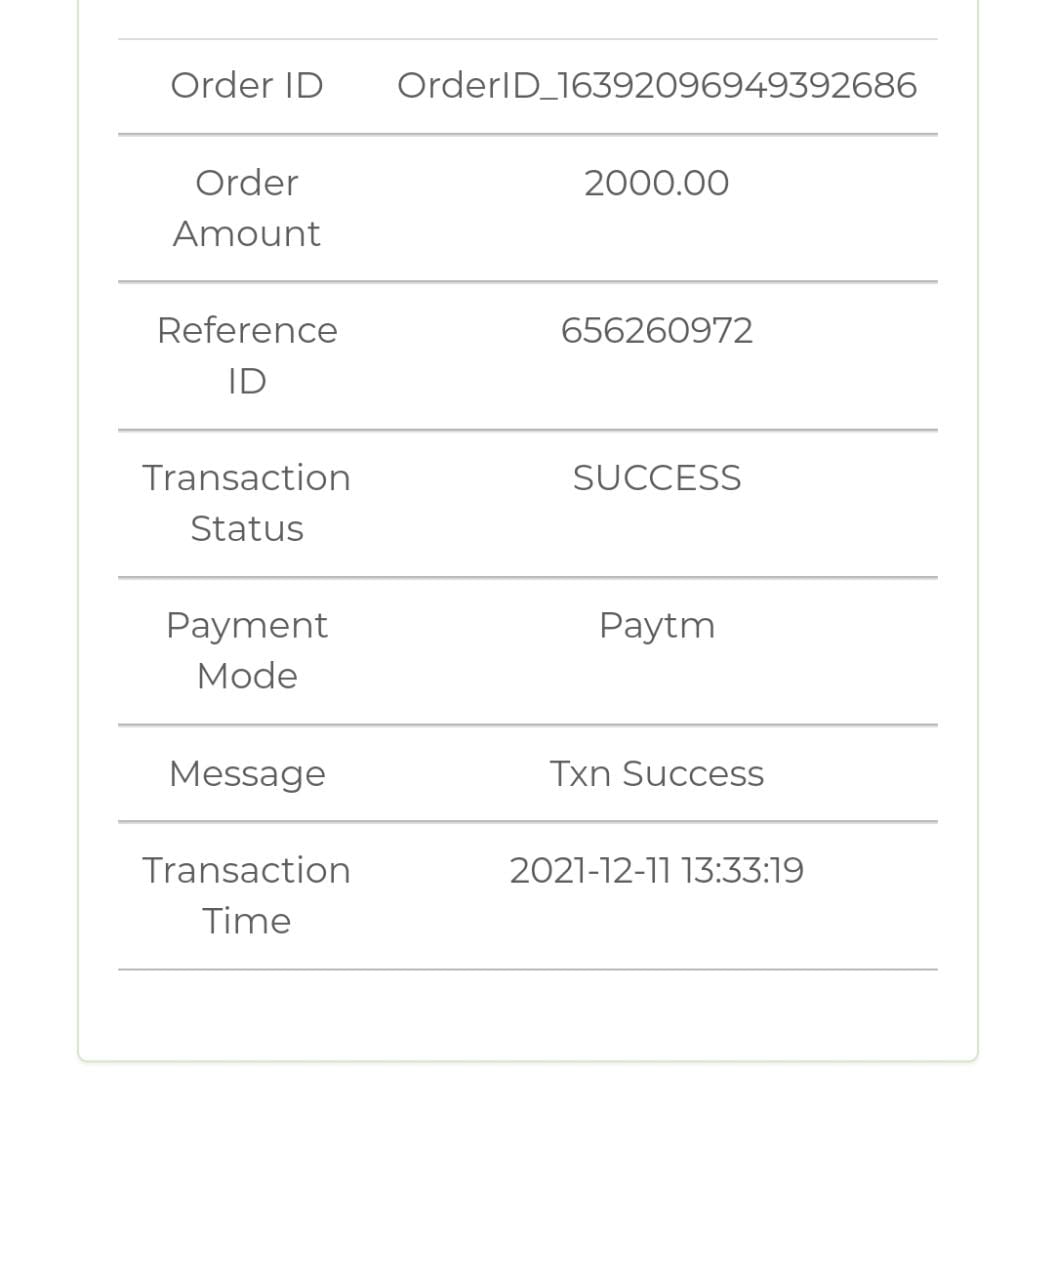 Order ID OrderID_16392096949392686
Order 2000.00
Amount
Reference 656260972
ID
Transaction SUCCESS
Status
Payment Paytm
Mode
Message Txn Success
Transaction 2021-12-11 13:33:19
Time